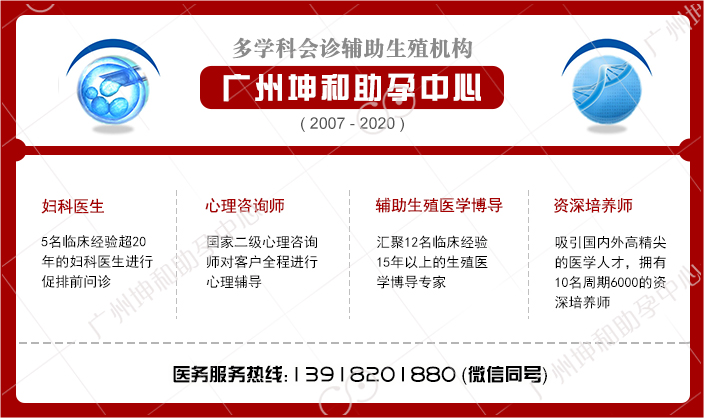 多学科会诊辅助生殖机构
广州坤和助孕中心
( 2007 - 2020 )
妇科医生
5名临床经验超20
年的妇科医生进行
促排前问诊
心理咨询师
国家二级心理咨询
师对客户全程进行
心理辅导
辅助生殖医学博导
汇聚12名临床经验
15年以上的生殖医
学博导专家
资深培养师
吸引国内外高精尖
的医学人才，拥有
10名周期6000的资
深培养师
医务服务热线:13918201880 (微信同号)
广州坤和助孕中心
广州坤和助孕中心
广州坤和助孕中心